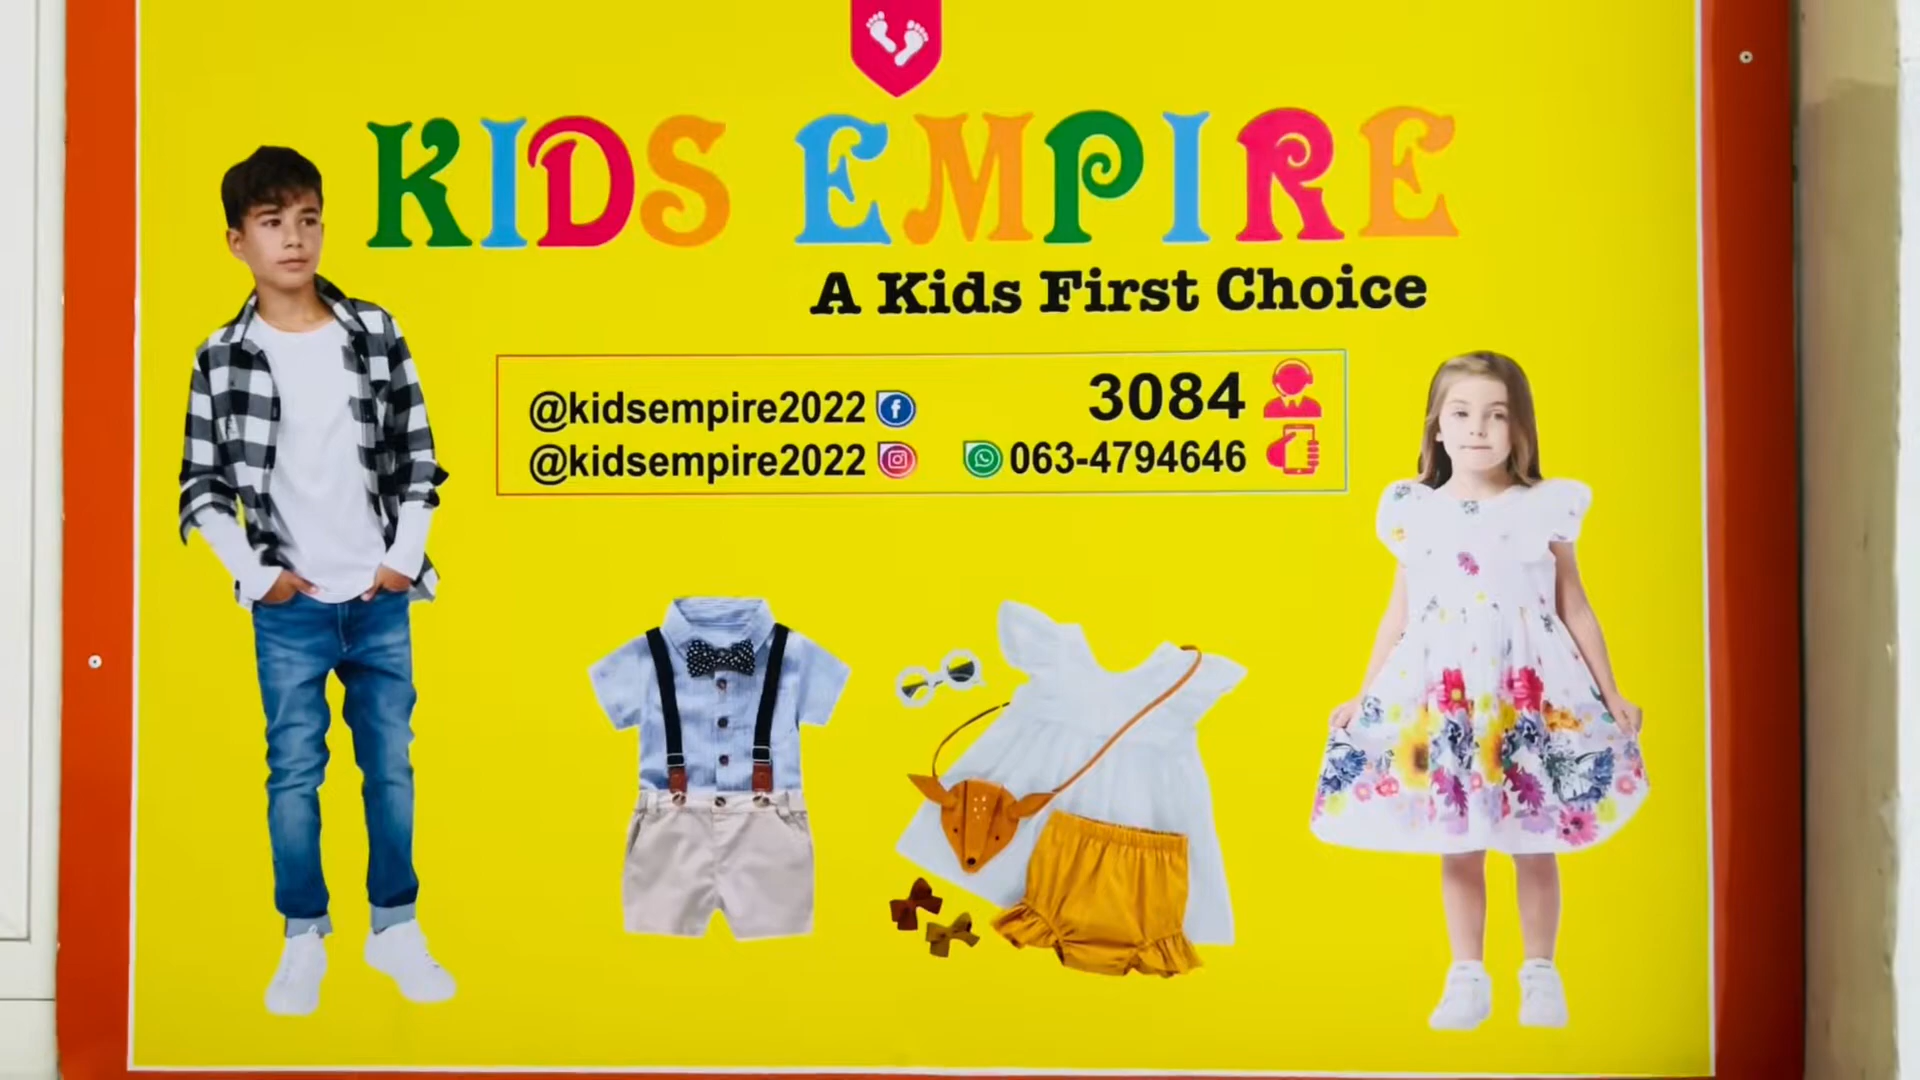 KIDS EMPIRE
A Kids First Choice
@kidsempire2022
@kidsempire2022
3084
063-4794646